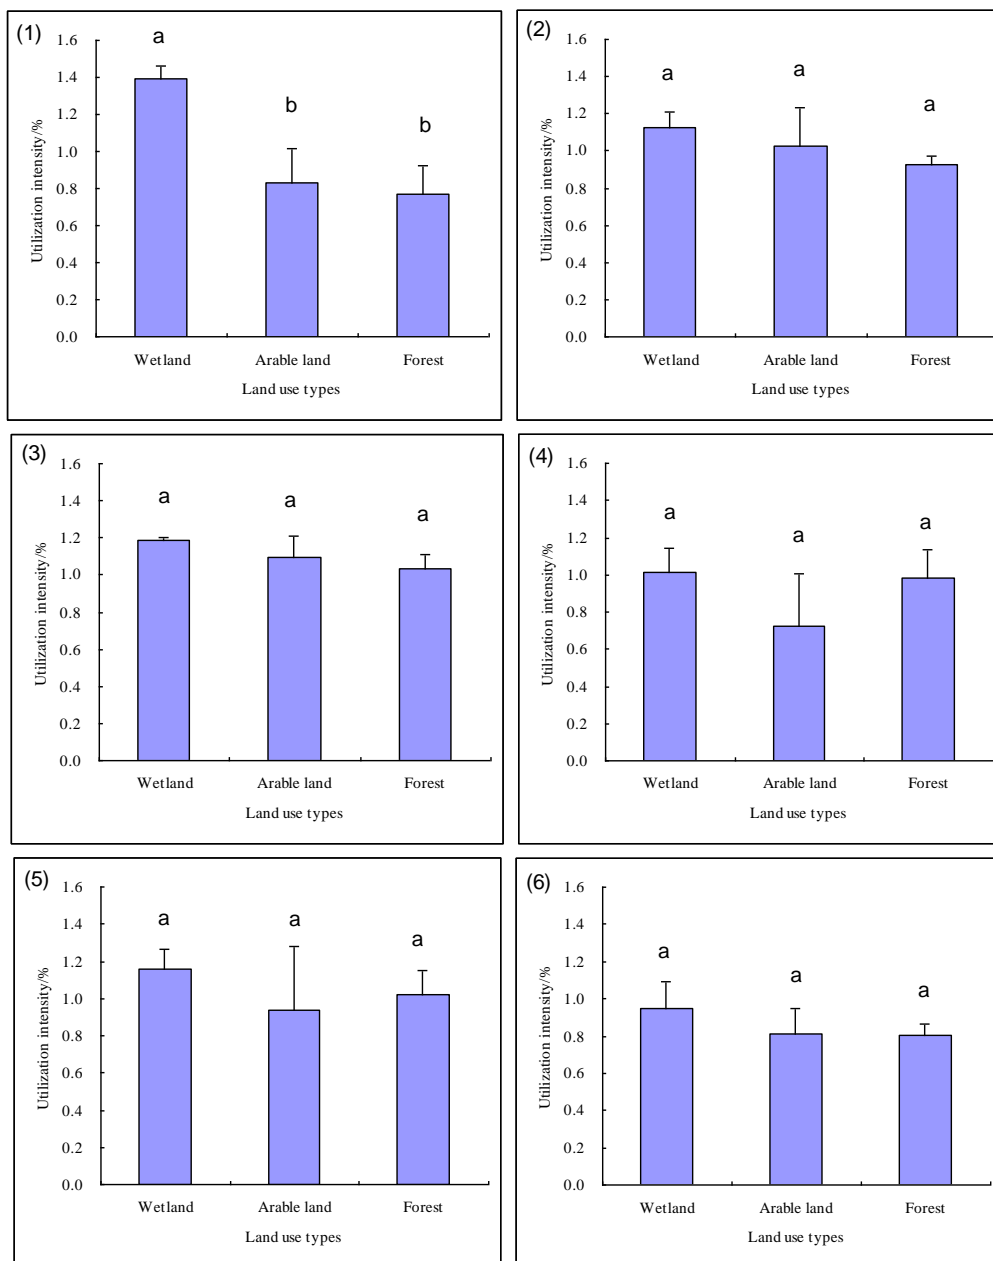 (1)
Utilization intensity/%
1.6
1.4
1.2
1.0
0.8
0.6
0.4
0.2
0.0
a
b
b
Wetland Arable land Forest
Land use types
(2)
Utilization intensity/%
1.6
1.4
1.2
1.0
0.8
0.6
0.4
0.2
0.0
a
a
a
Wetland Arable land Forest
Land use types
(3)
Utilization intensity/%
1.6
1.4
1.2
1.0
0.8
0.6
0.4
0.2
0.0
a
a
a
Wetland Arable land Forest
Land use types
(4)
Utilization intensity/%
1.6
1.4
1.2
1.0
0.8
0.6
0.4
0.2
0.0
a
a
a
Wetland Arable land Forest
Land use types
(5)
Utilization intensity/%
1.6
1.4
1.2
1.0
0.8
0.6
0.4
0.2
0.0
a
a
a
Wetland Arable land Forest
Land use types
(6)
Utilization intensity/%
1.6
1.4
1.2
1.0
0.8
0.6
0.4
0.2
0.0
a
a
a
Wetland Arable land Forest
Land use types